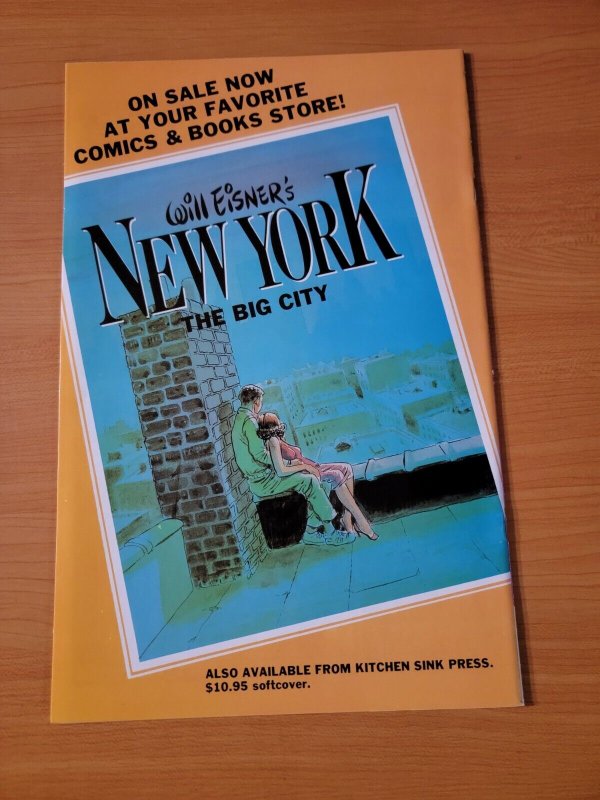 ON SALE NOW
AT YOUR FAVORITE
COMICS & BOOKS STORE!
Will EiSNER's
NEW YORK
THE BIG CITY
ALSO AVAILABLE FROM KITCHEN SINK PRESS.
$10.95 softcover.